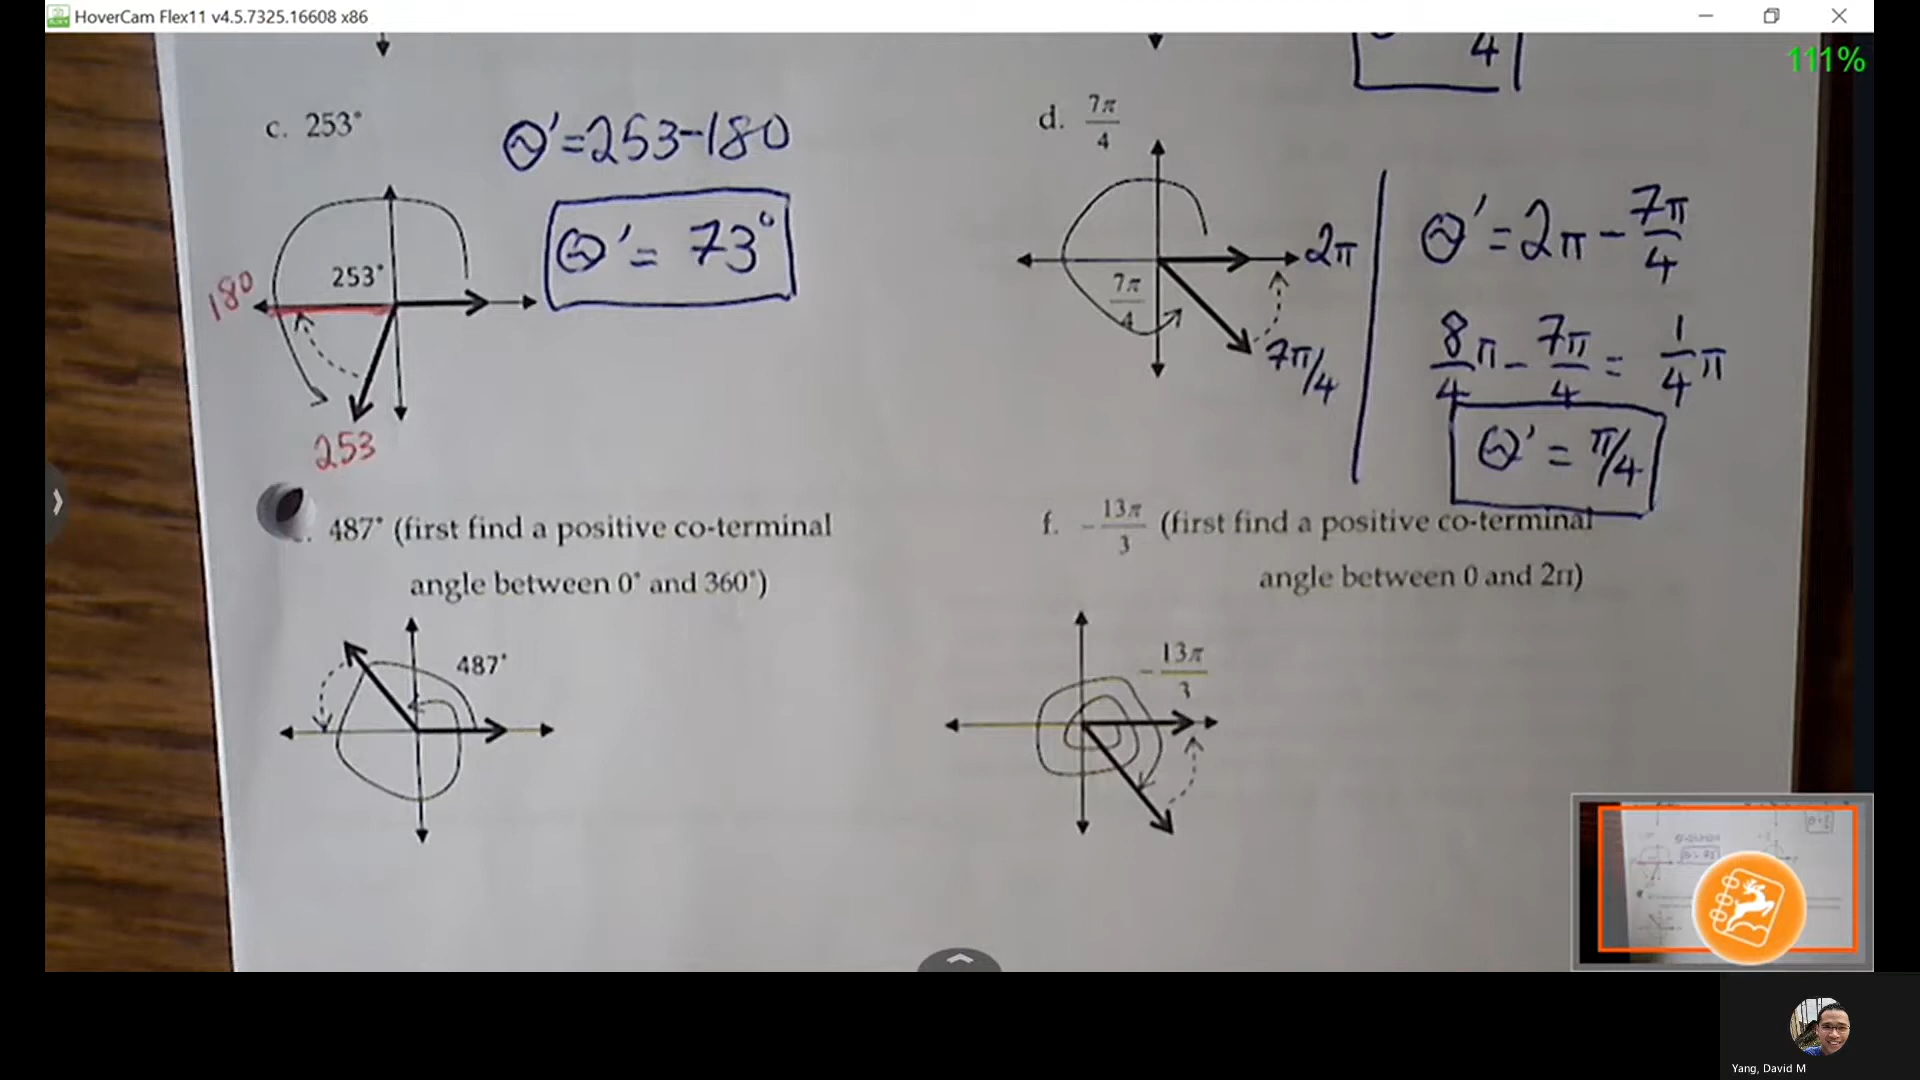 HoverCam Flex11 v4.5.7325.16608 x86
111%
4
c. 253°
Θ'=253-180
Θ' = 73°
253°
180
253
d. 7π/4
2π
7π/4
7π/4
Θ' = 2π - 7π/4
8/4 π - 7π/4 = 1/4 π
Θ' = π/4
. 487° (first find a positive co-terminal
angle between 0° and 360°)
487°
f. -13π/3 (first find a positive co-terminal
angle between 0 and 2π)
-13π/3
Yang, David M